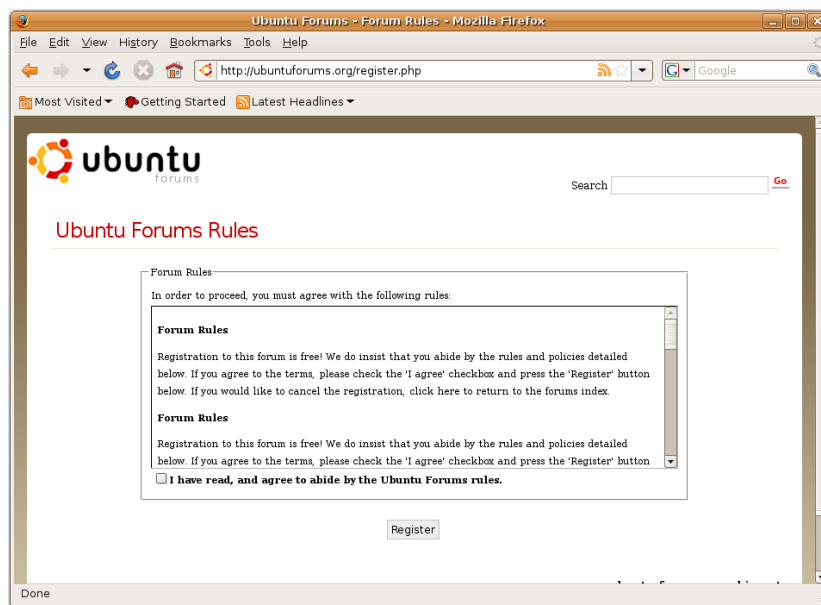 Ubuntu Forums - Forum Rules - Mozilla Firefox
File Edit View History Bookmarks Tools Help
http://ubuntuforums.org/register.php
Google
Most Visited Getting Started Latest Headlines
ubuntu
forums
Search Go
Ubuntu Forums Rules
Forum Rules
In order to proceed, you must agree with the following rules:
Forum Rules
Registration to this forum is free! We do insist that you abide by the rules and policies detailed
below. If you agree to the terms, please check the 'I agree' checkbox and press the 'Register' button
below. If you would like to cancel the registration, click here to return to the forums index.
Forum Rules
Registration to this forum is free! We do insist that you abide by the rules and policies detailed
below. If you agree to the terms, please check the 'I agree' checkbox and press the 'Register' button
I have read, and agree to abide by the Ubuntu Forums rules.
Register
Done